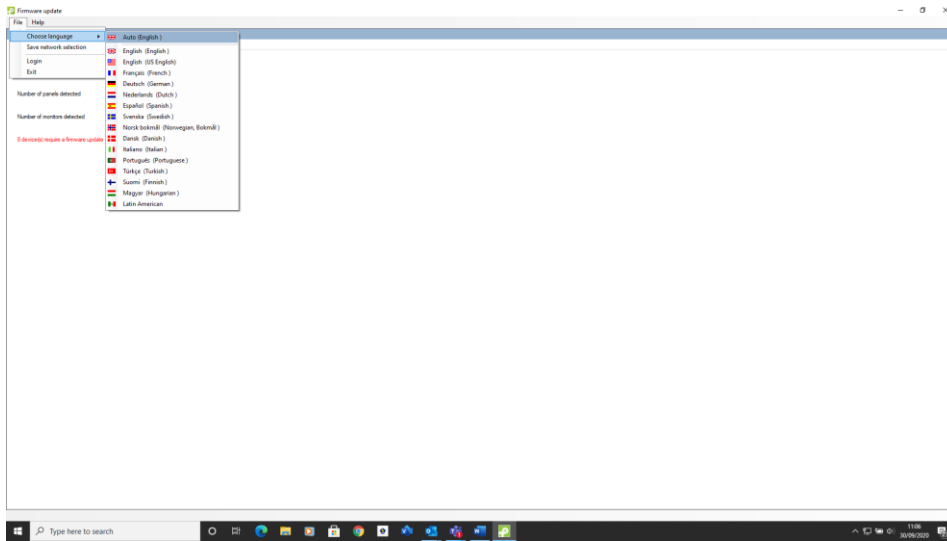 Firmware update
File Help
Choose language
Save network selection
Login
Exit
Auto (English )
English (English )
English (US English)
Français (French )
Deutsch (German )
Nederlands (Dutch )
Español (Spanish )
Svenska (Swedish )
Norsk bokmål (Norwegian, Bokmål )
Dansk (Danish )
Italiano (Italian )
Português (Portuguese )
Türkçe (Turkish )
Suomi (Finnish )
Magyar (Hungarian )
Latin American
Number of panels detected
Number of monitors detected
0 device(s) require a firmware update
Type here to search
11:06
30/09/2020